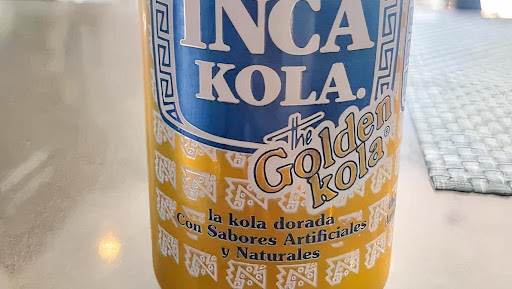 INCA
KOLA.
the
Golden
kola®
la kola dorada
Con Sabores Artificiales
y Naturales